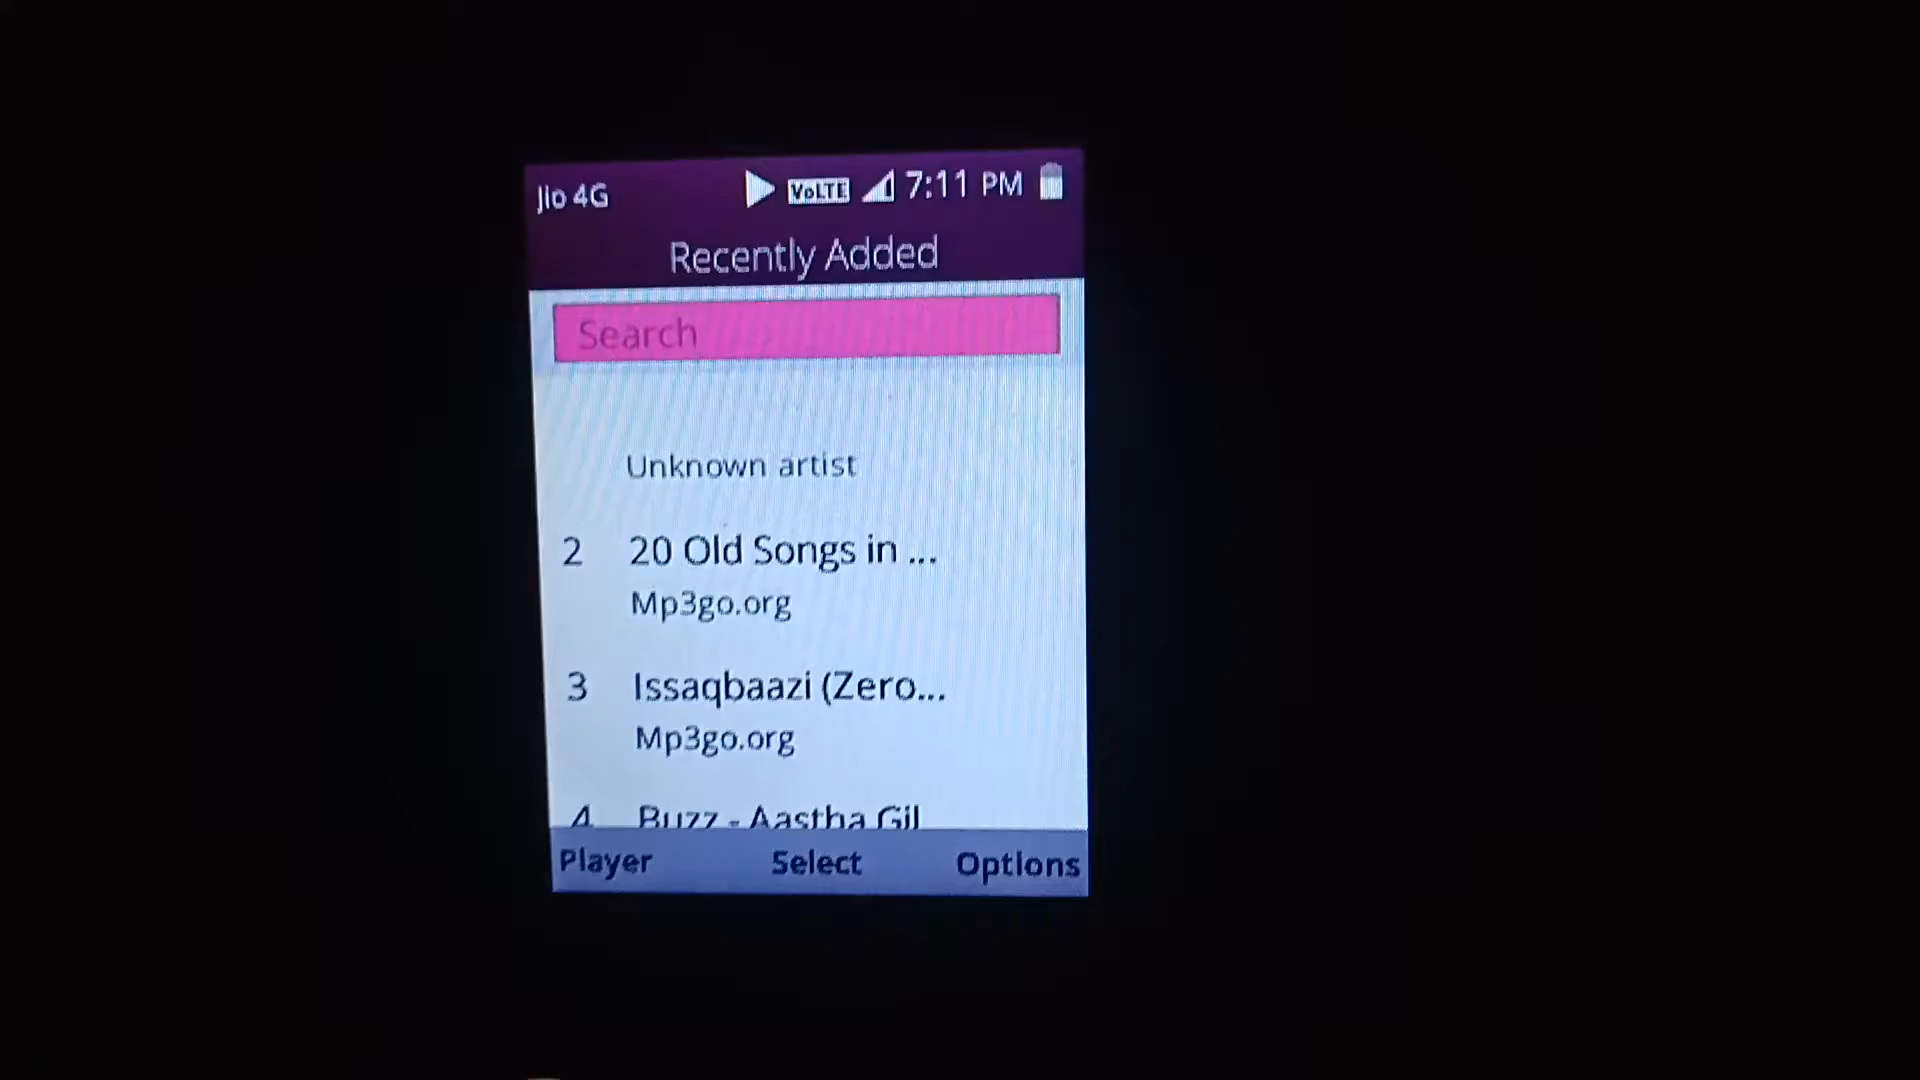 Jio 4G VoLTE 7:11 PM
Recently Added
Search
Unknown artist
2 20 Old Songs in ...
Mp3go.org
3 Issaqbaazi (Zero...
Mp3go.org
4 Buzz - Aastha Gil
Player Select Options